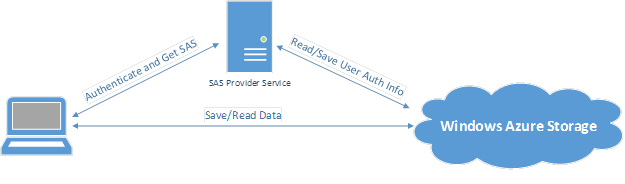 Authenticate and Get SAS
Read/Save User Auth Info
SAS Provider Service
Save/Read Data
Windows Azure Storage